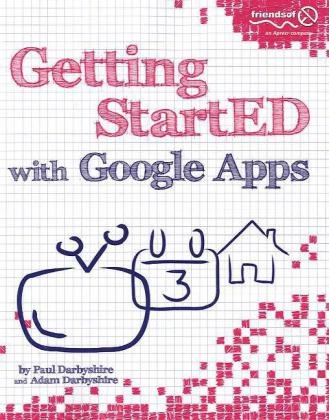 friendsof
an Apress company
Getting
StartED
with Google Apps
3
by Paul Darbyshire
and Adam Darbyshire